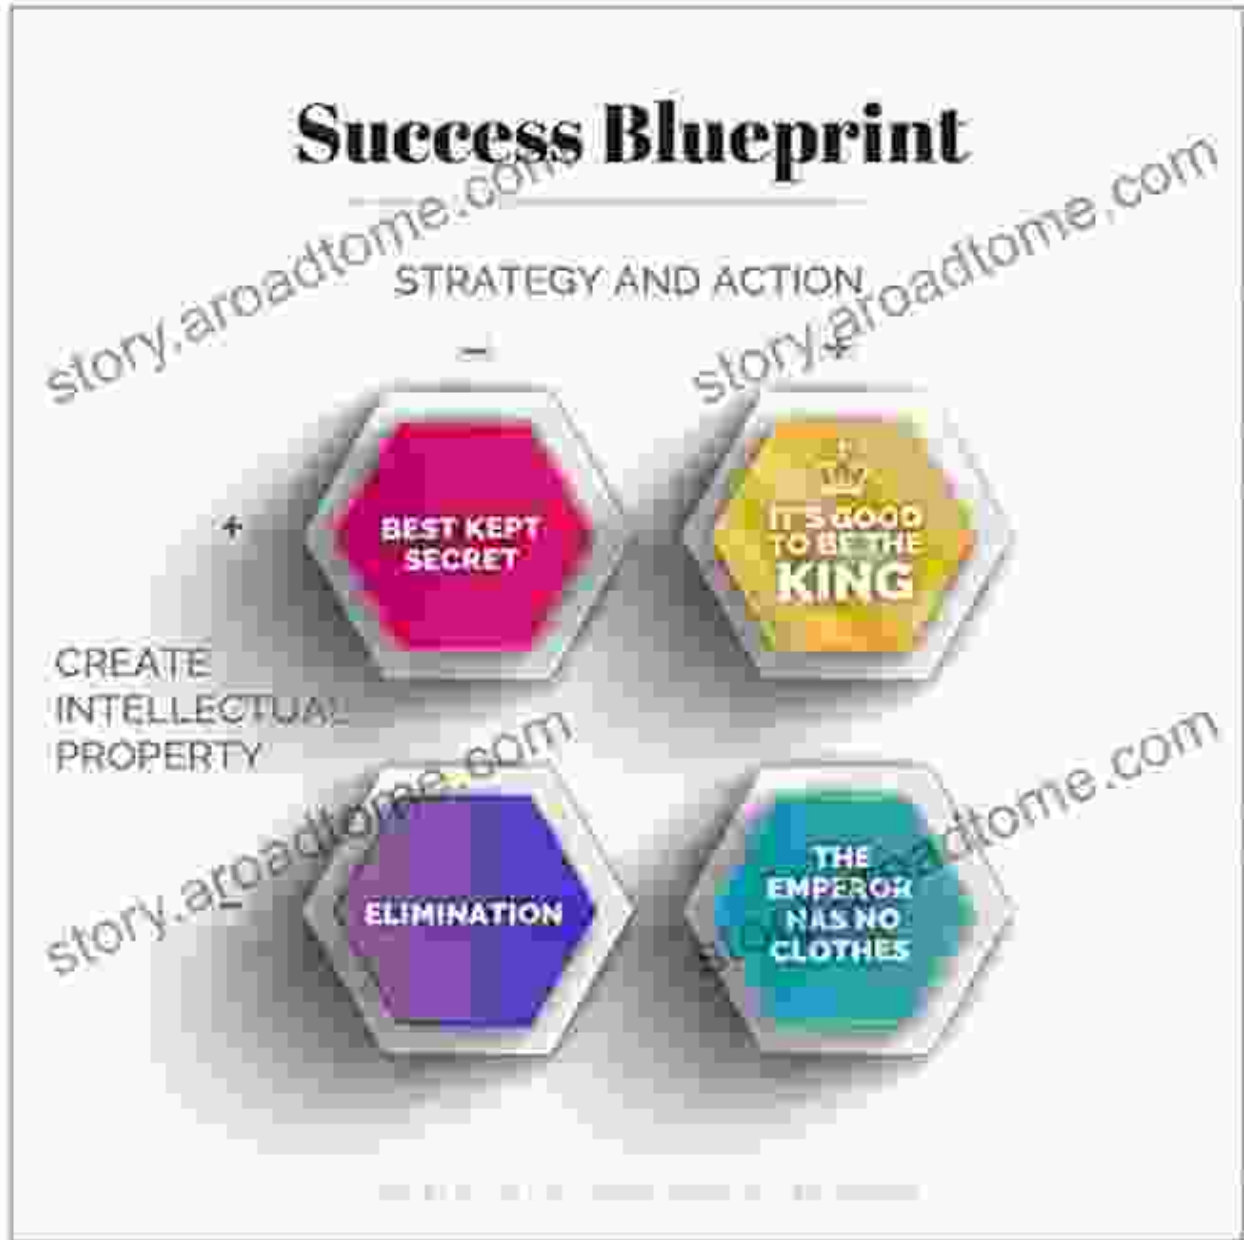 Success Blueprint
STRATEGY AND ACTION
− +
+
BEST KEPT
SECRET
IT'S GOOD
TO BE THE
KING
CREATE
INTELLECTUAL
PROPERTY
−
ELIMINATION
THE
EMPEROR
HAS NO
CLOTHES
story.aroadtome.com
story.aroadtome.com
story.aroadtome.com
story.aroadtome.com